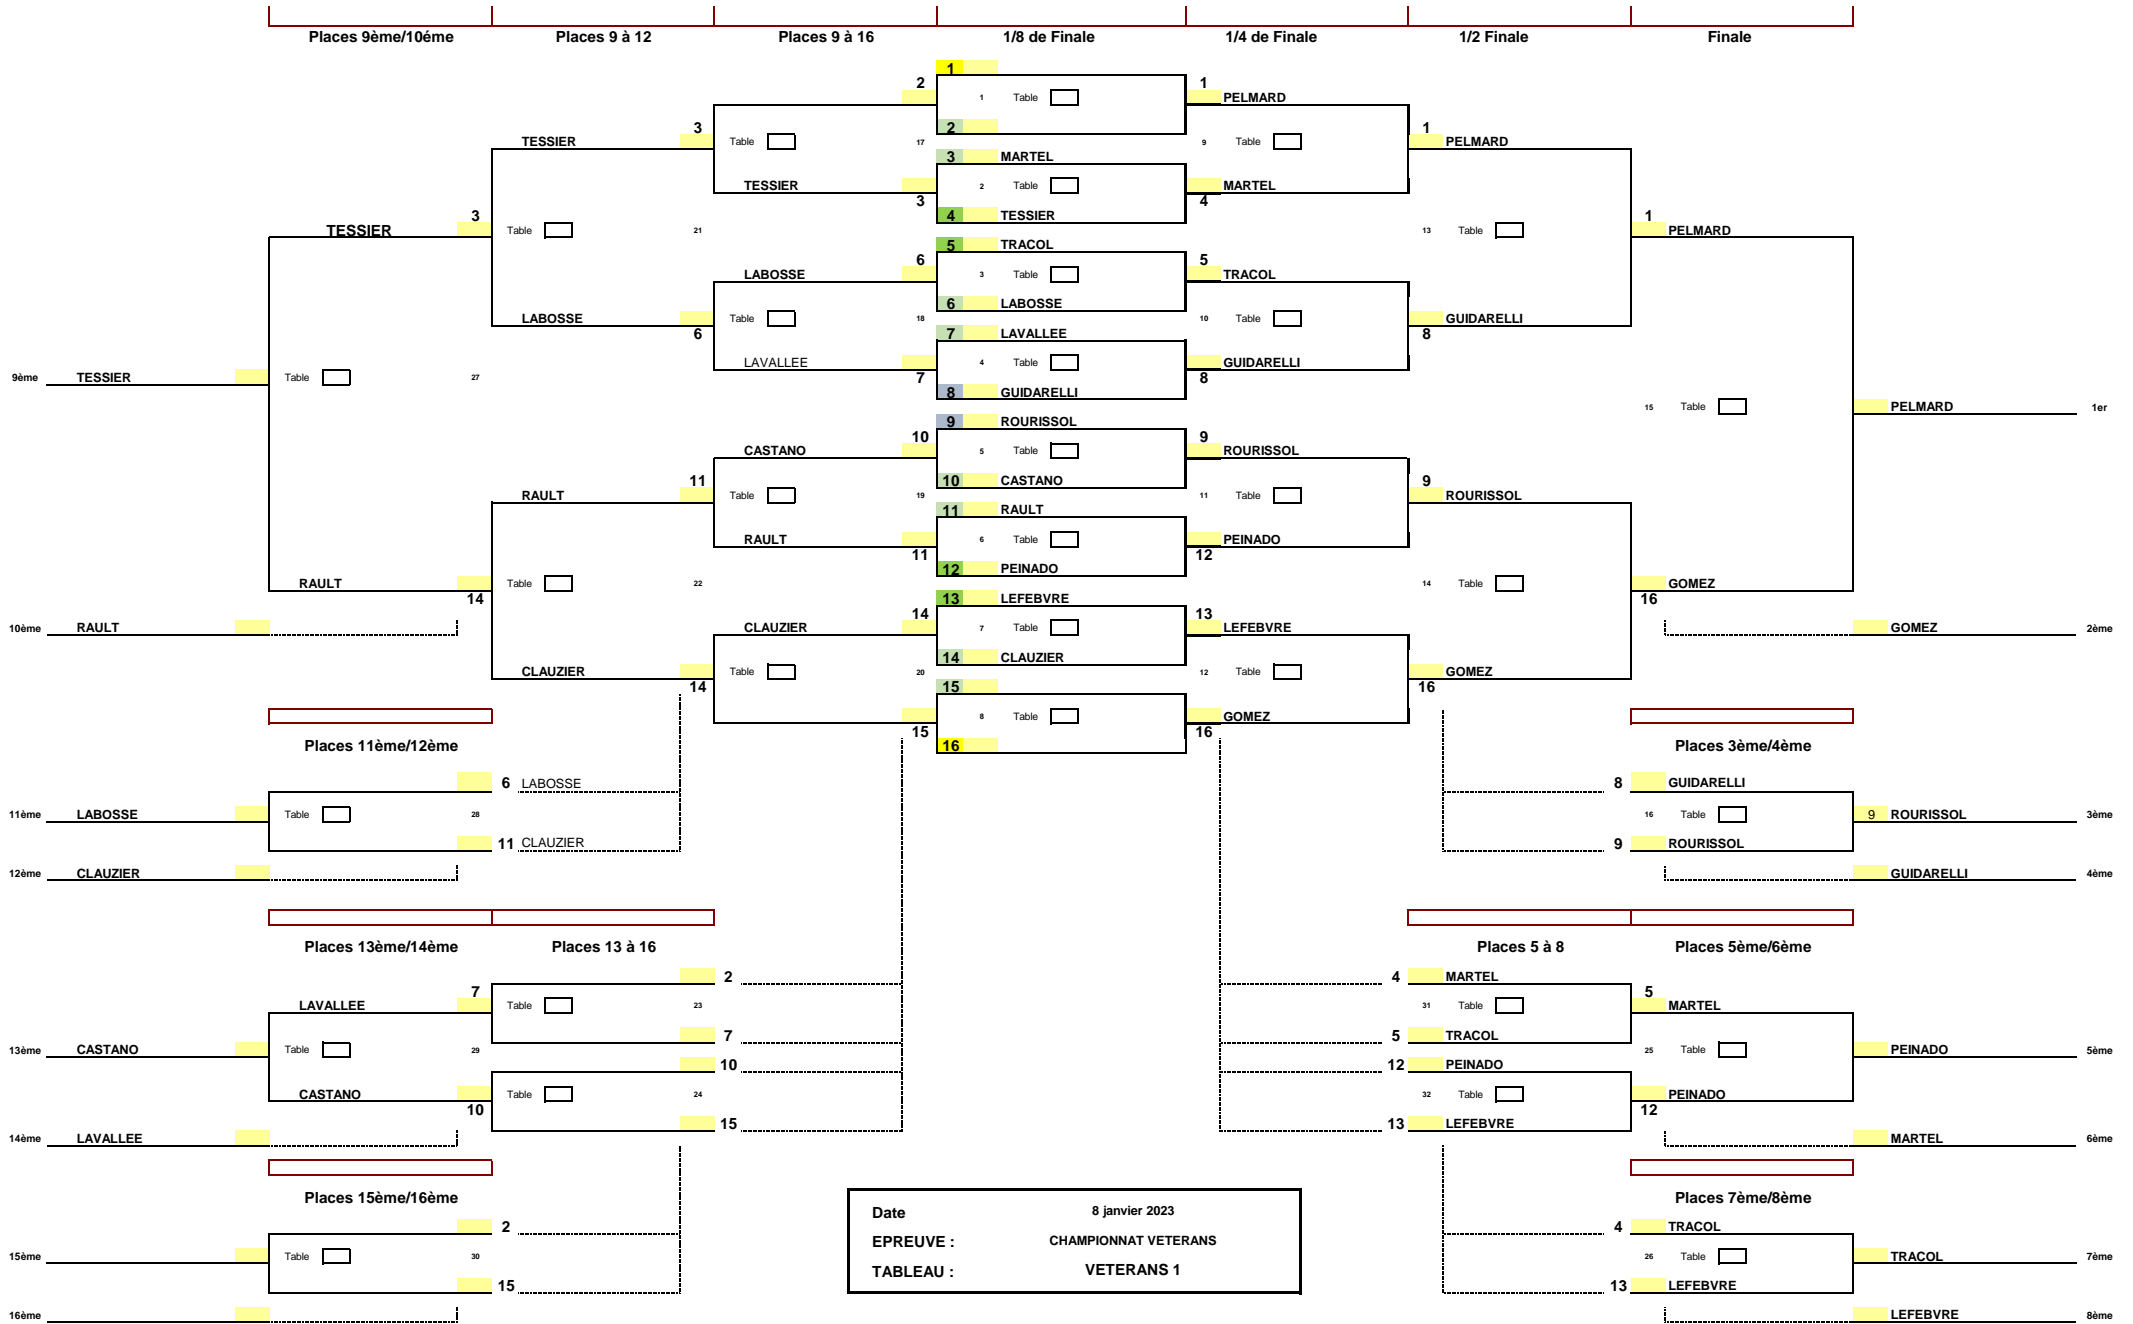 Places 9ème/10éme Places 9 à 12 Places 9 à 16 1/8 de Finale 1/4 de Finale 1/2 Finale Finale
1
2 1
1 Table PELMARD
3 2 1
TESSIER Table 17 9 Table PELMARD
3 MARTEL
TESSIER 2 Table MARTEL
3 4
3 4 TESSIER 1
TESSIER Table 21 13 Table PELMARD
5 TRACOL
6 5
LABOSSE 3 Table TRACOL
6 LABOSSE
LABOSSE Table 18 10 Table GUIDARELLI
6 7 LAVALLEE 8
LAVALLEE 4 Table GUIDARELLI
9ème TESSIER Table 27 7 8
8 GUIDARELLI
15 Table PELMARD 1er
9 ROURISSOL
10 9
CASTANO 5 Table ROURISSOL
11 10 CASTANO 9
RAULT Table 19 11 Table ROURISSOL
11 RAULT
RAULT 6 Table PEINADO
11 12
12 PEINADO
RAULT Table 22 14 Table GOMEZ
14 13 LEFEBVRE 16
14 13
10ème RAULT CLAUZIER 7 Table LEFEBVRE GOMEZ 2ème
14 CLAUZIER
CLAUZIER Table 20 12 Table GOMEZ
14 15 16
8 Table GOMEZ
15 16
16
Places 11ème/12ème Places 3ème/4ème
6 LABOSSE 8 GUIDARELLI
11ème LABOSSE Table 28 16 Table 9 ROURISSOL 3ème
11 CLAUZIER 9 ROURISSOL
12ème CLAUZIER GUIDARELLI 4ème
Places 13ème/14ème Places 13 à 16 Places 5 à 8 Places 5ème/6ème
2 4 MARTEL
7 5
LAVALLEE Table 23 31 Table MARTEL
7 5 TRACOL
13ème CASTANO Table 29 25 Table PEINADO 5ème
10 12 PEINADO
CASTANO Table 24 32 Table PEINADO
10 12
15 13 LEFEBVRE
14ème LAVALLEE MARTEL 6ème
Places 15ème/16ème Places 7ème/8ème
Date 8 janvier 2023
2 4 TRACOL
EPREUVE : CHAMPIONNAT VETERANS
15ème Table 30 26 Table TRACOL 7ème
TABLEAU : VETERANS 1
15 13 LEFEBVRE
16ème LEFEBVRE 8ème